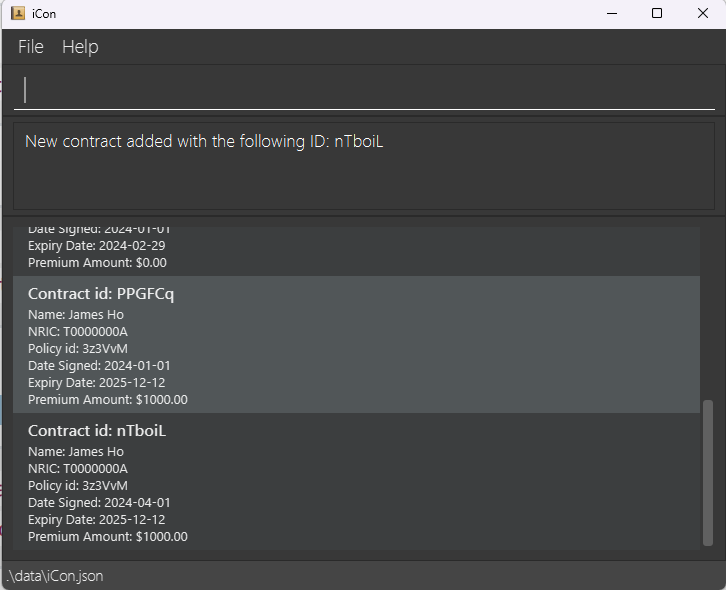 iCon
File Help
New contract added with the following ID: nTboiL
Date Signed: 2024-01-01
Expiry Date: 2024-02-29
Premium Amount: $0.00
Contract id: PPGFCq
Name: James Ho
NRIC: T0000000A
Policy id: 3z3VvM
Date Signed: 2024-01-01
Expiry Date: 2025-12-12
Premium Amount: $1000.00
Contract id: nTboiL
Name: James Ho
NRIC: T0000000A
Policy id: 3z3VvM
Date Signed: 2024-04-01
Expiry Date: 2025-12-12
Premium Amount: $1000.00
.\data\iCon.json